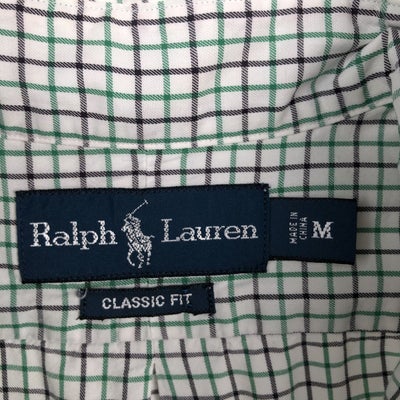 Ralph Lauren
MADE IN
CHINA
M
CLASSIC FIT